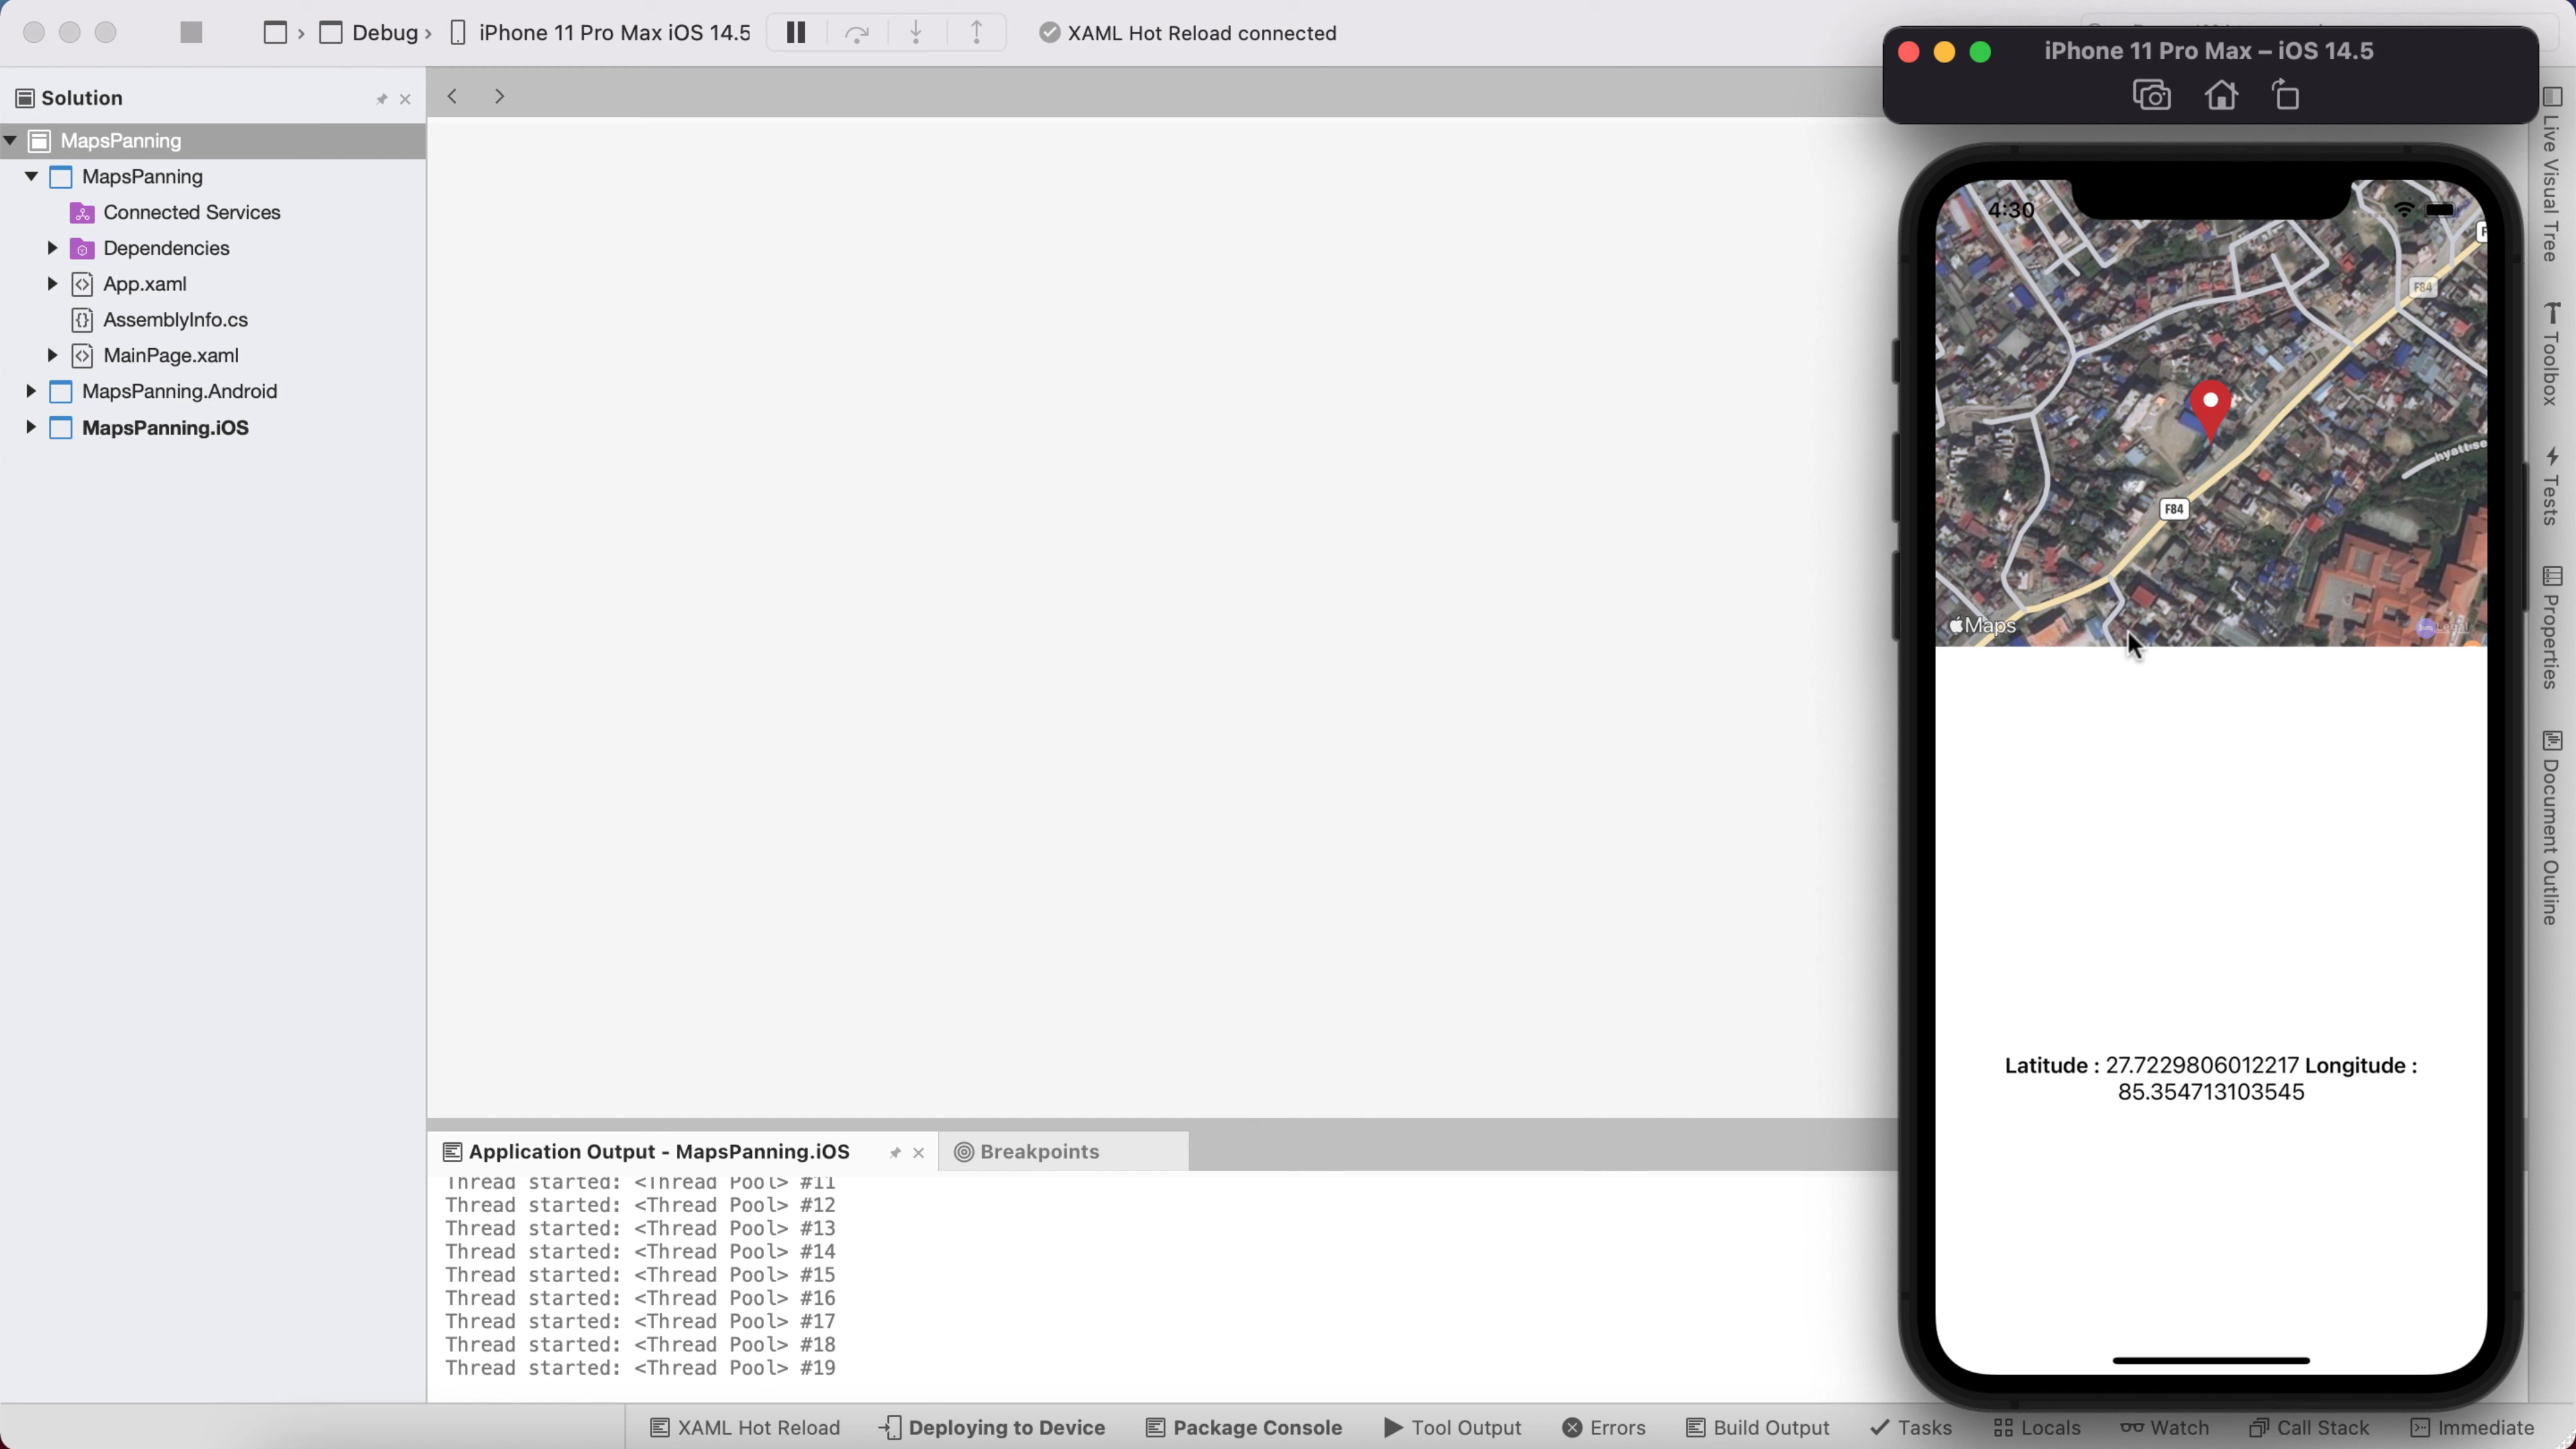 Debug
iPhone 11 Pro Max iOS 14.5
XAML Hot Reload connected
iPhone 11 Pro Max – iOS 14.5
Solution
MapsPanning
MapsPanning
Connected Services
Dependencies
App.xaml
AssemblyInfo.cs
MainPage.xaml
MapsPanning.Android
MapsPanning.iOS
4:30
F84
F84
Maps
Latitude : 27.7229806012217 Longitude :
85.354713103545
Live Visual Tree
Toolbox
Tests
Properties
Document Outline
Application Output - MapsPanning.iOS
Breakpoints
Thread started: <Thread Pool> #11
Thread started: <Thread Pool> #12
Thread started: <Thread Pool> #13
Thread started: <Thread Pool> #14
Thread started: <Thread Pool> #15
Thread started: <Thread Pool> #16
Thread started: <Thread Pool> #17
Thread started: <Thread Pool> #18
Thread started: <Thread Pool> #19
XAML Hot Reload
Deploying to Device
Package Console
Tool Output
Errors
Build Output
Tasks
Locals
Watch
Call Stack
Immediate